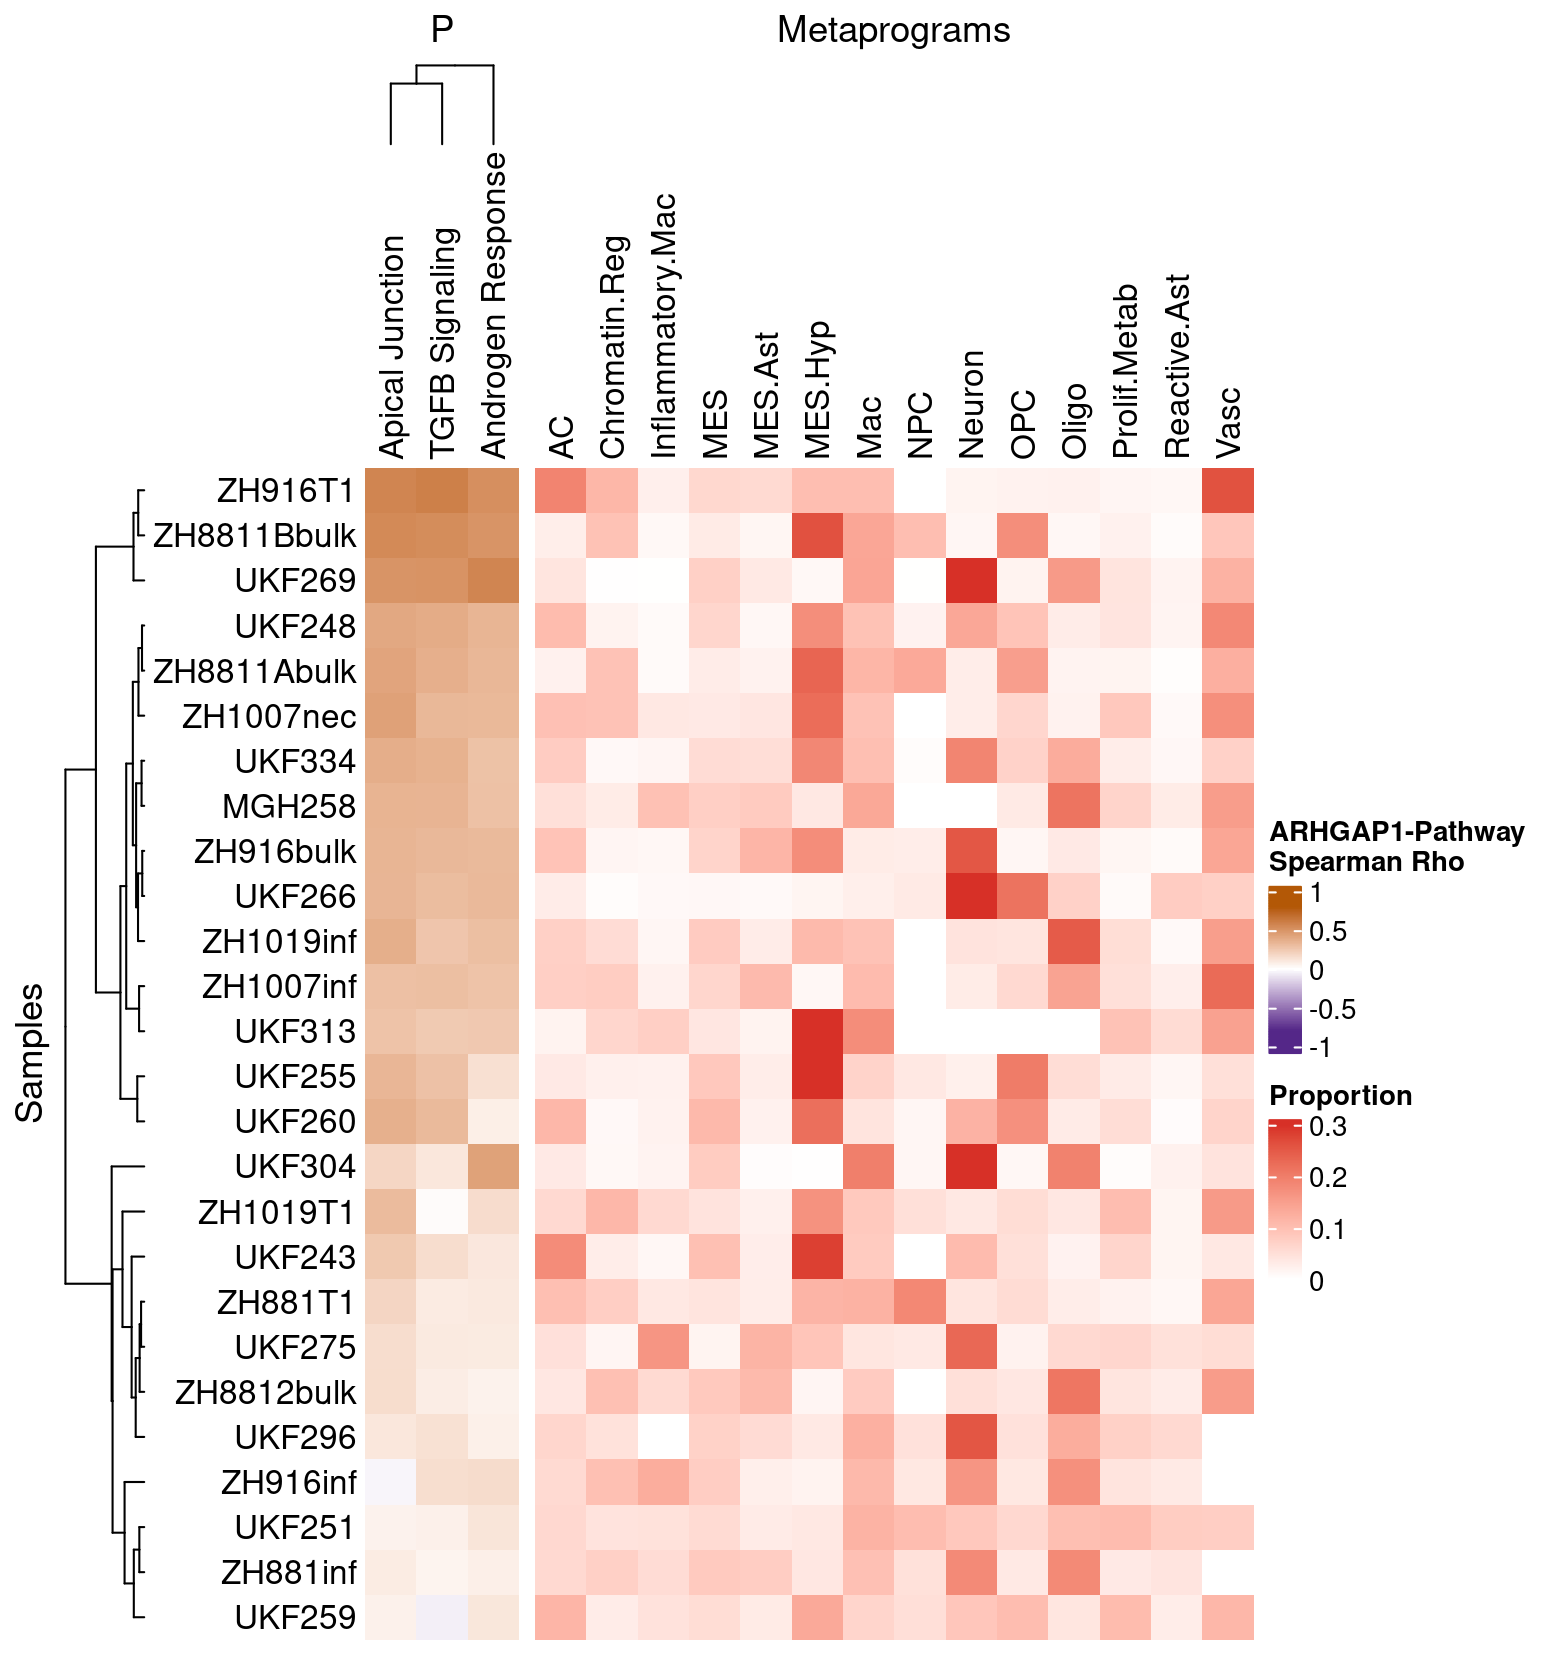 P
Metaprograms
Apical Junction
TGFB Signaling
Androgen Response
AC
Chromatin.Reg
Inflammatory.Mac
MES
MES.Ast
MES.Hyp
Mac
NPC
Neuron
OPC
Oligo
Prolif.Metab
Reactive.Ast
Vasc
Samples
ZH916T1
ZH8811Bbulk
UKF269
UKF248
ZH8811Abulk
ZH1007nec
UKF334
MGH258
ZH916bulk
UKF266
ZH1019inf
ZH1007inf
UKF313
UKF255
UKF260
UKF304
ZH1019T1
UKF243
ZH881T1
UKF275
ZH8812bulk
UKF296
ZH916inf
UKF251
ZH881inf
UKF259
ARHGAP1-Pathway
Spearman Rho
1
0.5
0
-0.5
-1
Proportion
0.3
0.2
0.1
0